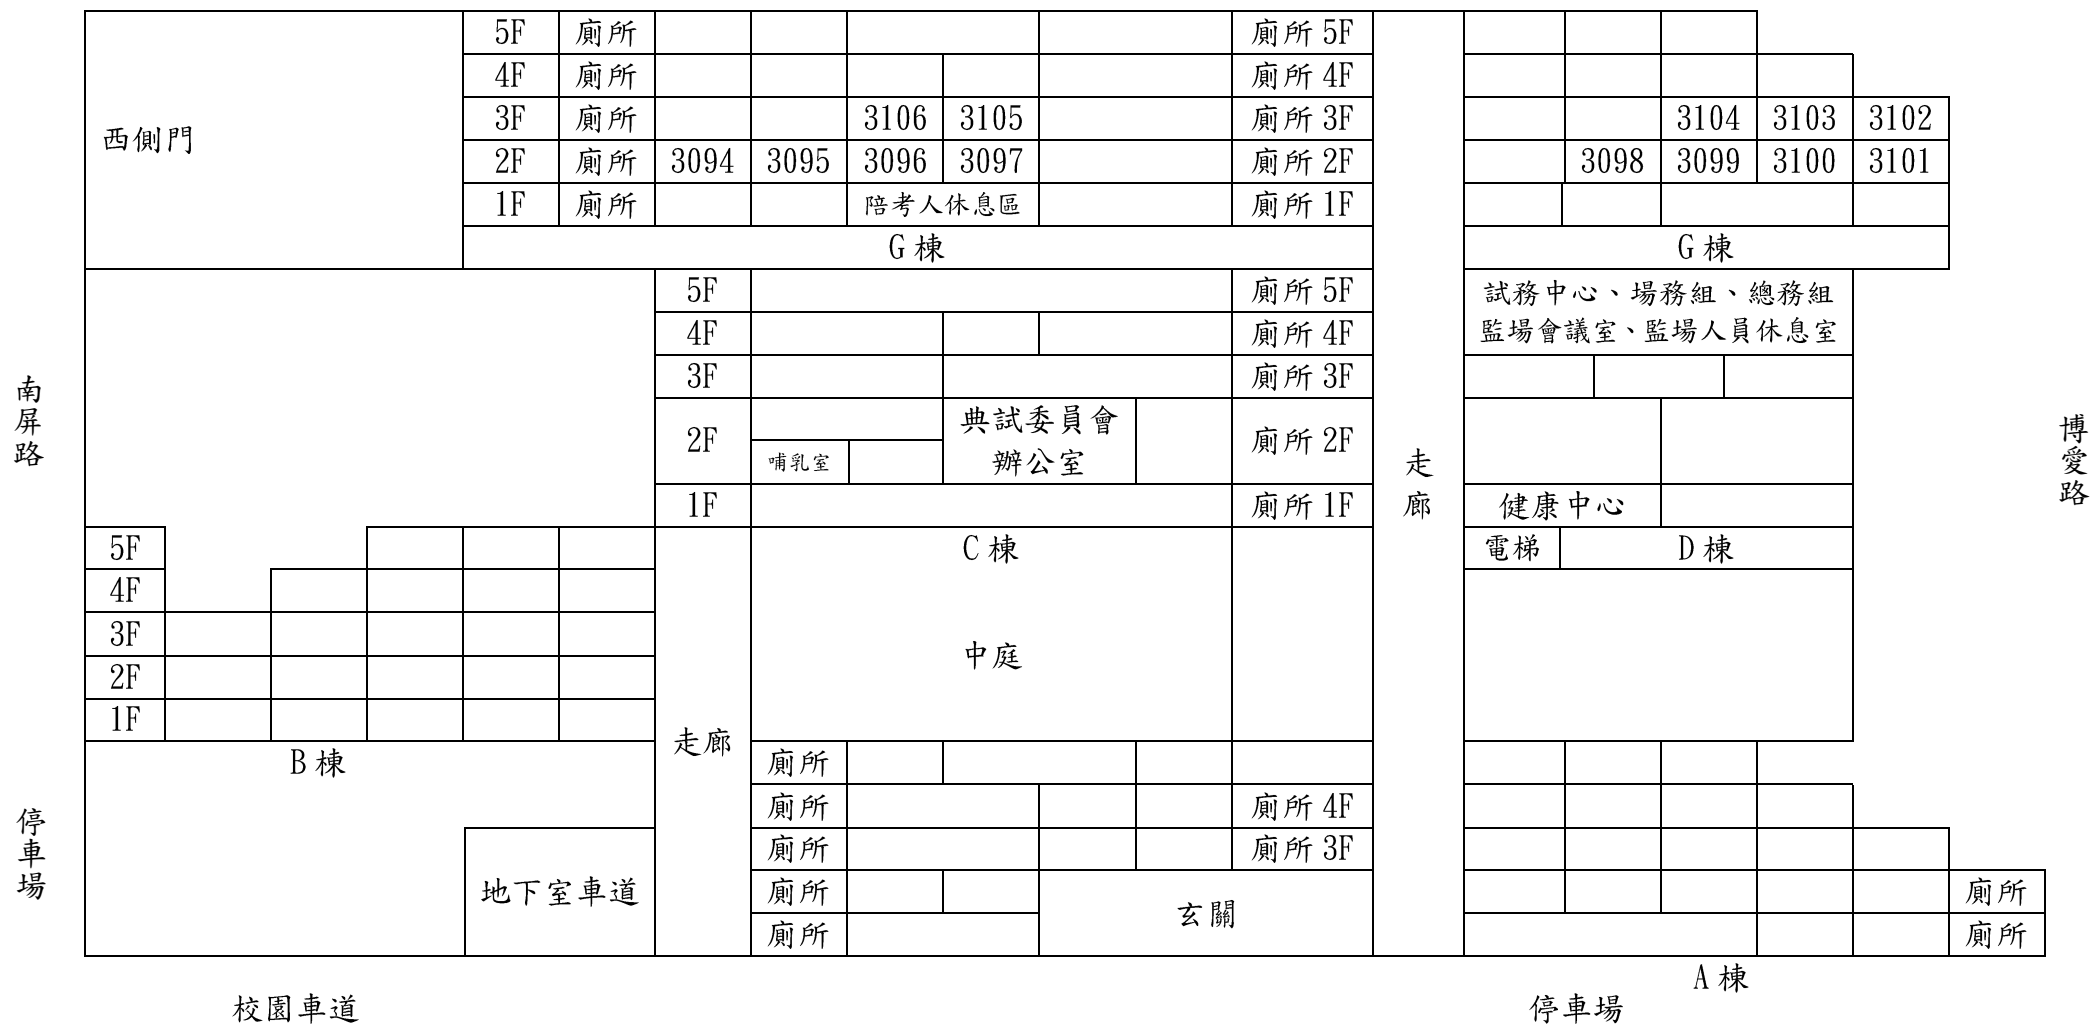 5F 廁所 廁所 5F
4F 廁所 廁所 4F
西側門
3F 廁所 3106 3105 廁所 3F 3104 3103 3102
2F 廁所 3094 3095 3096 3097 廁所 2F 3098 3099 3100 3101
1F 廁所 陪考人休息區 廁所 1F
G 棟 G 棟
5F 廁所 5F
試務中心、場務組、總務組
監場會議室、監場人員休息室
4F 廁所 4F
3F 廁所 3F
南屏路
2F
典試委員會
辦公室
哺乳室
廁所 2F
走廊
博愛路
1F 廁所 1F 健康中心
5F C 棟 電梯 D 棟
4F
3F
中庭
2F
1F
走廊
B 棟 廁所
廁所 廁所 4F
停車場
廁所 廁所 3F
地下室車道
廁所 廁所
玄關
廁所 廁所
A 棟
校園車道 停車場